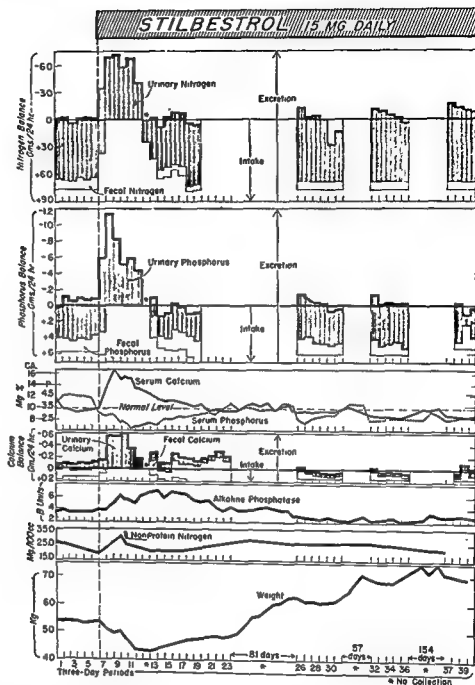 STILBESTROL 15 MG DAILY
Nitrogen Balance
Gms/24 hr
-60
-30
0
+30
+60
+90
Urinary Nitrogen
Excretion
Intake
Fecal Nitrogen
Phosphorus Balance
Gms/24 hr
-12
-10
-8
-6
-4
-2
0
+2
+4
+6
Urinary Phosphorus
Excretion
Intake
Fecal Phosphorus
Mg %
Serum Calcium
Normal Level
Serum Phosphorus
Calcium Balance
Gms/24 hr
Urinary Calcium
Fecal Calcium
Excretion
Intake
B Units
Alkaline Phosphatase
Mg/100cc
350
250
150
NonProtein Nitrogen
Kg
70
60
50
40
Weight
81 days
57 days
154 days
1 3 5 7 9 11 * 13 15 17 19 21 23 * 26 28 30 * 32 34 36 * 37 39
Three-Day Periods
* No Collection